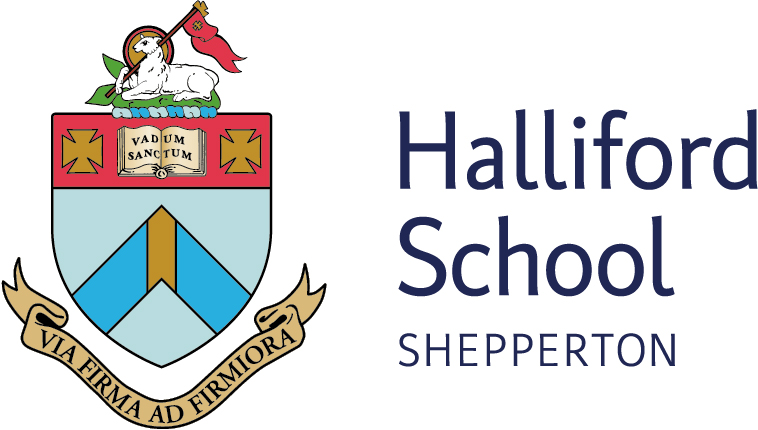 VADUM
SANCTUM
VIA FIRMA AD FIRMIORA
Halliford
School
SHEPPERTON